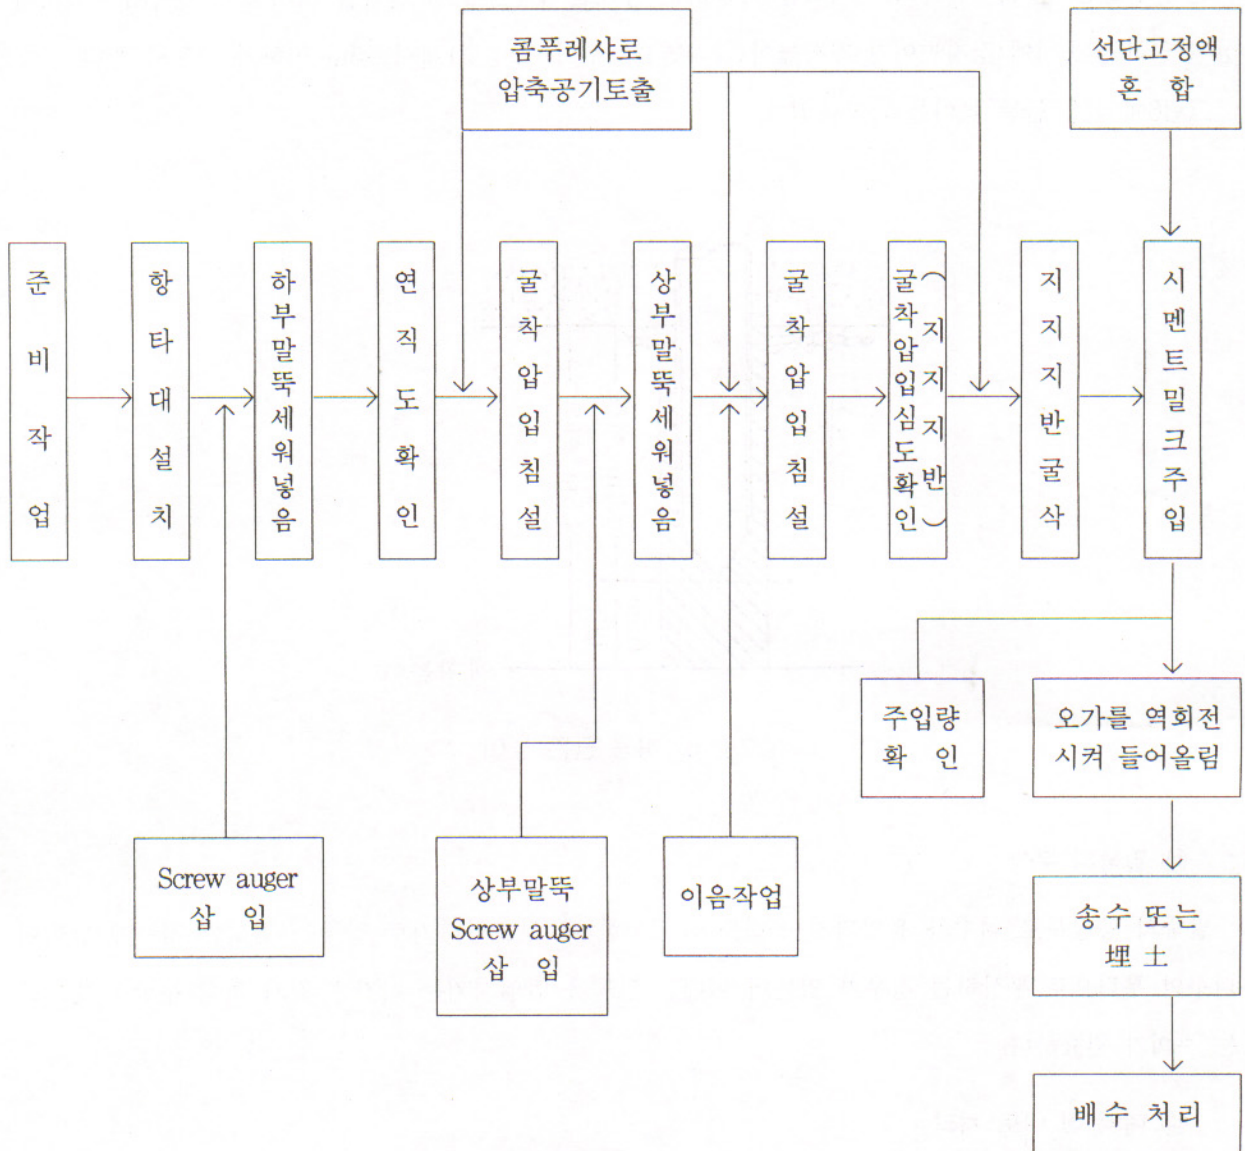 콤푸레샤로
압축공기토출
선단고정액
혼 합
준비작업
항타대설치
하부말뚝세워넣음
연직도확인
굴착압입침설
상부말뚝세워넣음
굴착압입침설
굴착압입심도확인
(지지지반)
지지지반굴삭
시멘트밀크주입
주입량
확 인
오가를 역회전
시켜 들어올림
Screw auger
삽 입
상부말뚝
Screw auger
삽 입
이음작업
송수 또는
埋 土
배수 처리